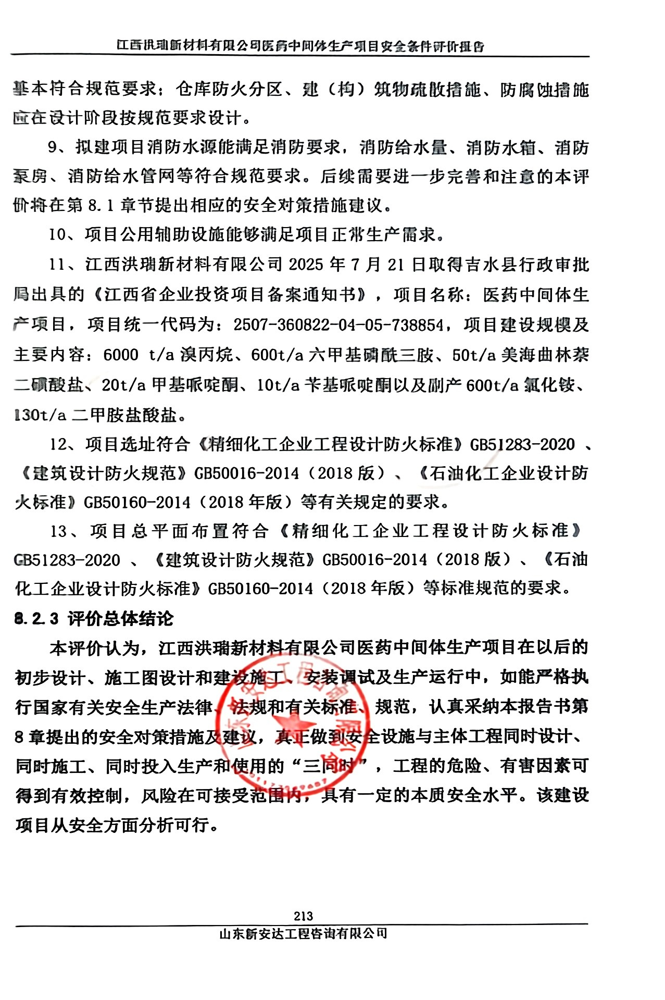 江西洪瑞新材料有限公司医药中间体生产项目安全条件评价报告
基本符合规范要求；仓库防火分区、建（构）筑物疏散措施、防腐蚀措施
应在设计阶段按规范要求设计。
9、拟建项目消防水源能满足消防要求，消防给水量、消防水箱、消防
泵房、消防给水管网等符合规范要求。后续需要进一步完善和注意的本评
价将在第 8.1 章节提出相应的安全对策措施建议。
10、项目公用辅助设施能够满足项目正常生产需求。
11、江西洪瑞新材料有限公司 2025 年 7 月 21 日取得吉水县行政审批
局出具的《江西省企业投资项目备案通知书》，项目名称：医药中间体生
产项目，项目统一代码为：2507-360822-04-05-738854，项目建设规模及
主要内容：6000 t/a 溴丙烷、600t/a 六甲基磷酰三胺、50t/a 美海曲林萘
二磺酸盐、20t/a 甲基哌啶酮、10t/a 苄基哌啶酮以及副产 600t/a 氯化铵、
130t/a 二甲胺盐酸盐。
12、项目选址符合《精细化工企业工程设计防火标准》GB51283-2020 、
《建筑设计防火规范》GB50016-2014（2018 版）、《石油化工企业设计防
火标准》GB50160-2014（2018 年版）等有关规定的要求。
13、项目总平面布置符合《精细化工企业工程设计防火标准》
GB51283-2020 、《建筑设计防火规范》GB50016-2014（2018 版）、《石油
化工企业设计防火标准》GB50160-2014（2018 年版）等标准规范的要求。
8.2.3 评价总体结论
本评价认为，江西洪瑞新材料有限公司医药中间体生产项目在以后的
初步设计、施工图设计和建设施工、安装调试及生产运行中，如能严格执
行国家有关安全生产法律、法规和有关标准、规范，认真采纳本报告书第
8 章提出的安全对策措施及建议，真正做到安全设施与主体工程同时设计、
同时施工、同时投入生产和使用的“三同时”，工程的危险、有害因素可
得到有效控制，风险在可接受范围内，具有一定的本质安全水平。该建设
项目从安全方面分析可行。
213
山东新安达工程咨询有限公司